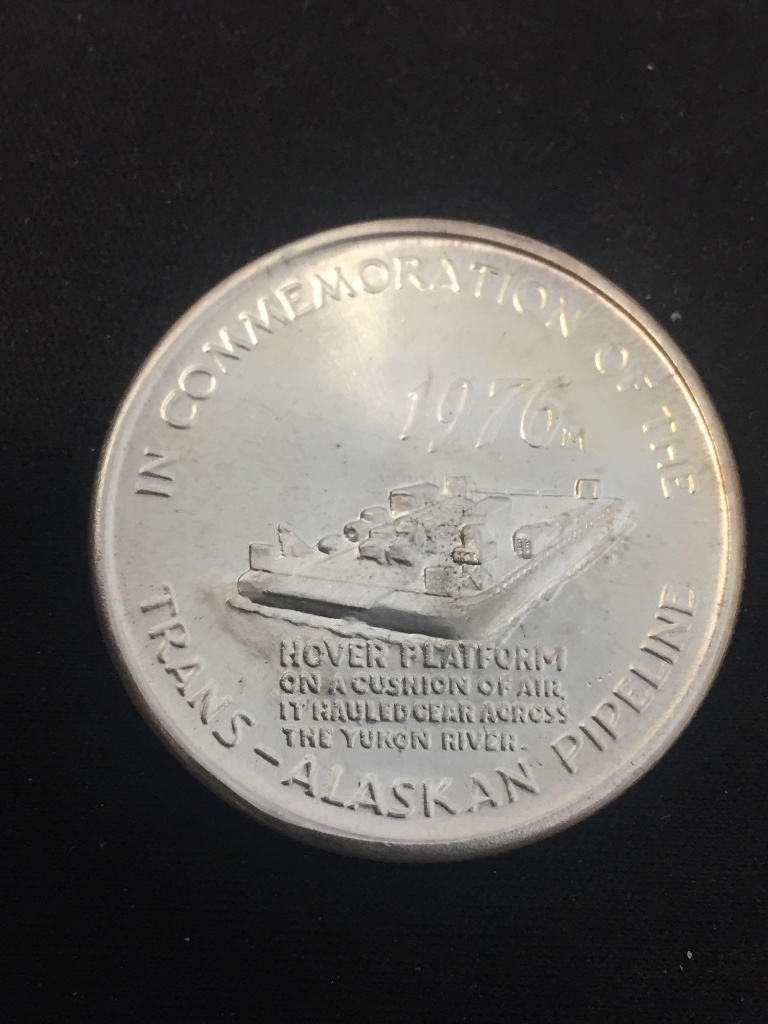 IN COMMEMORATION OF THE
1976 M
HOVER PLATFORM
ON A CUSHION OF AIR,
IT HAULED GEAR ACROSS
THE YUKON RIVER.
TRANS-ALASKAN PIPELINE